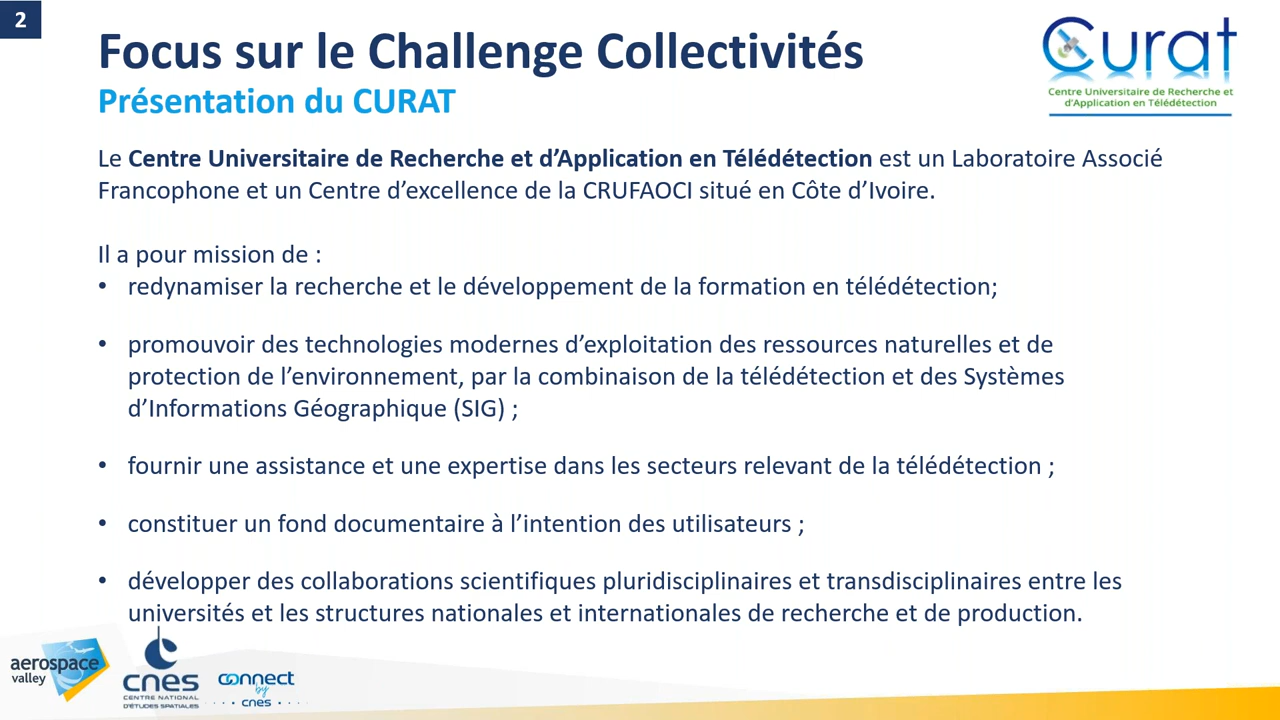 2
Focus sur le Challenge Collectivités
Présentation du CURAT
Curat
Centre Universitaire de Recherche et
d'Application en Télédétection
Le Centre Universitaire de Recherche et d’Application en Télédétection est un Laboratoire Associé
Francophone et un Centre d’excellence de la CRUFAOCI situé en Côte d’Ivoire.
Il a pour mission de :
• redynamiser la recherche et le développement de la formation en télédétection;
• promouvoir des technologies modernes d’exploitation des ressources naturelles et de
protection de l’environnement, par la combinaison de la télédétection et des Systèmes
d’Informations Géographique (SIG) ;
• fournir une assistance et une expertise dans les secteurs relevant de la télédétection ;
• constituer un fond documentaire à l’intention des utilisateurs ;
• développer des collaborations scientifiques pluridisciplinaires et transdisciplinaires entre les
universités et les structures nationales et internationales de recherche et de production.
aerospace
valley
cnes
CENTRE NATIONAL
D'ÉTUDES SPATIALES
connect
by
cnes